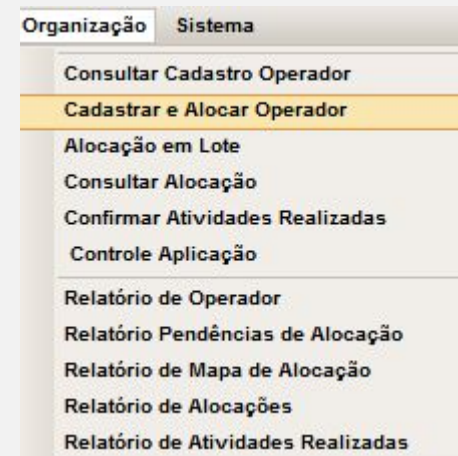 Organização Sistema
Consultar Cadastro Operador
Cadastrar e Alocar Operador
Alocação em Lote
Consultar Alocação
Confirmar Atividades Realizadas
Controle Aplicação
Relatório de Operador
Relatório Pendências de Alocação
Relatório de Mapa de Alocação
Relatório de Alocações
Relatório de Atividades Realizadas